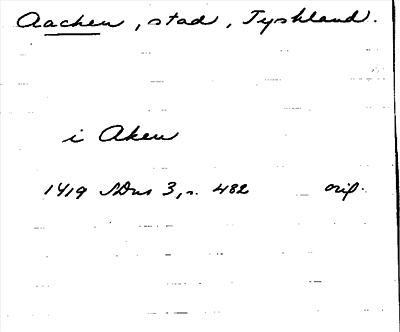 Aachen, stad, Tyskland.
i Aken
1419 SDns 3, s. 482 orig.